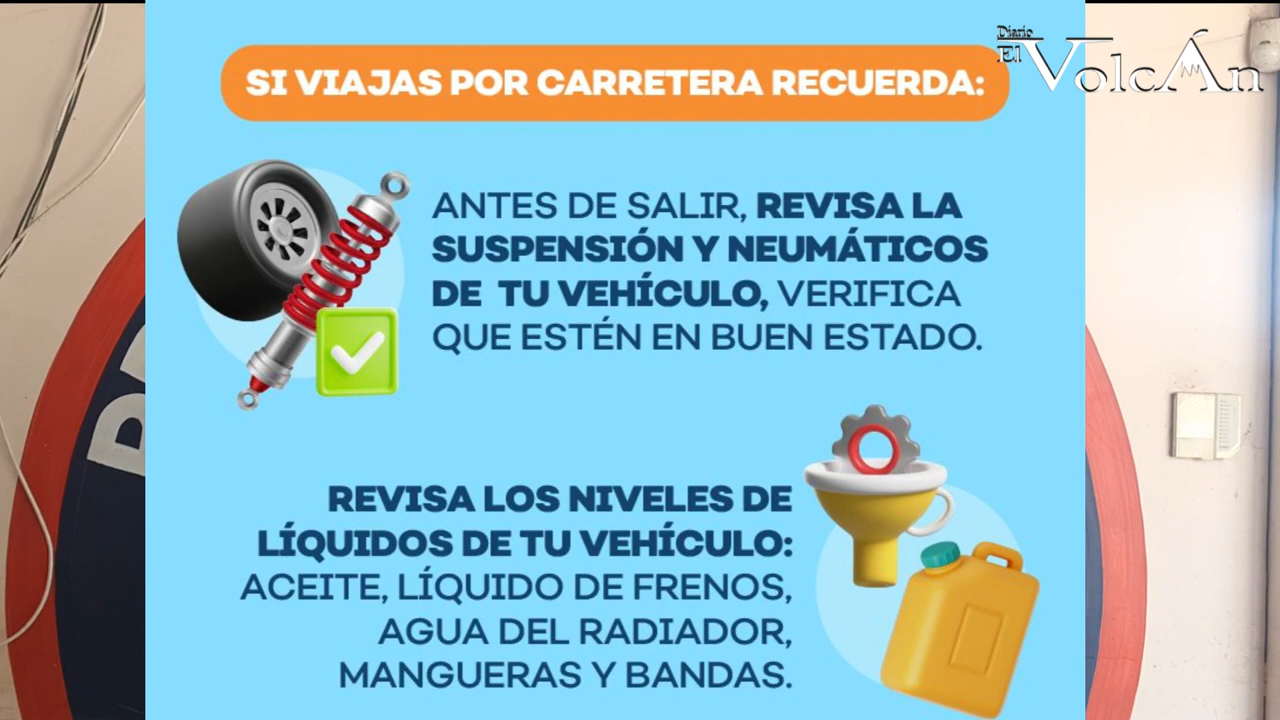 Diario
El Volcán
SI VIAJAS POR CARRETERA RECUERDA:
ANTES DE SALIR, REVISA LA
SUSPENSIÓN Y NEUMÁTICOS
DE TU VEHÍCULO, VERIFICA
QUE ESTÉN EN BUEN ESTADO.
REVISA LOS NIVELES DE
LÍQUIDOS DE TU VEHÍCULO:
ACEITE, LÍQUIDO DE FRENOS,
AGUA DEL RADIADOR,
MANGUERAS Y BANDAS.